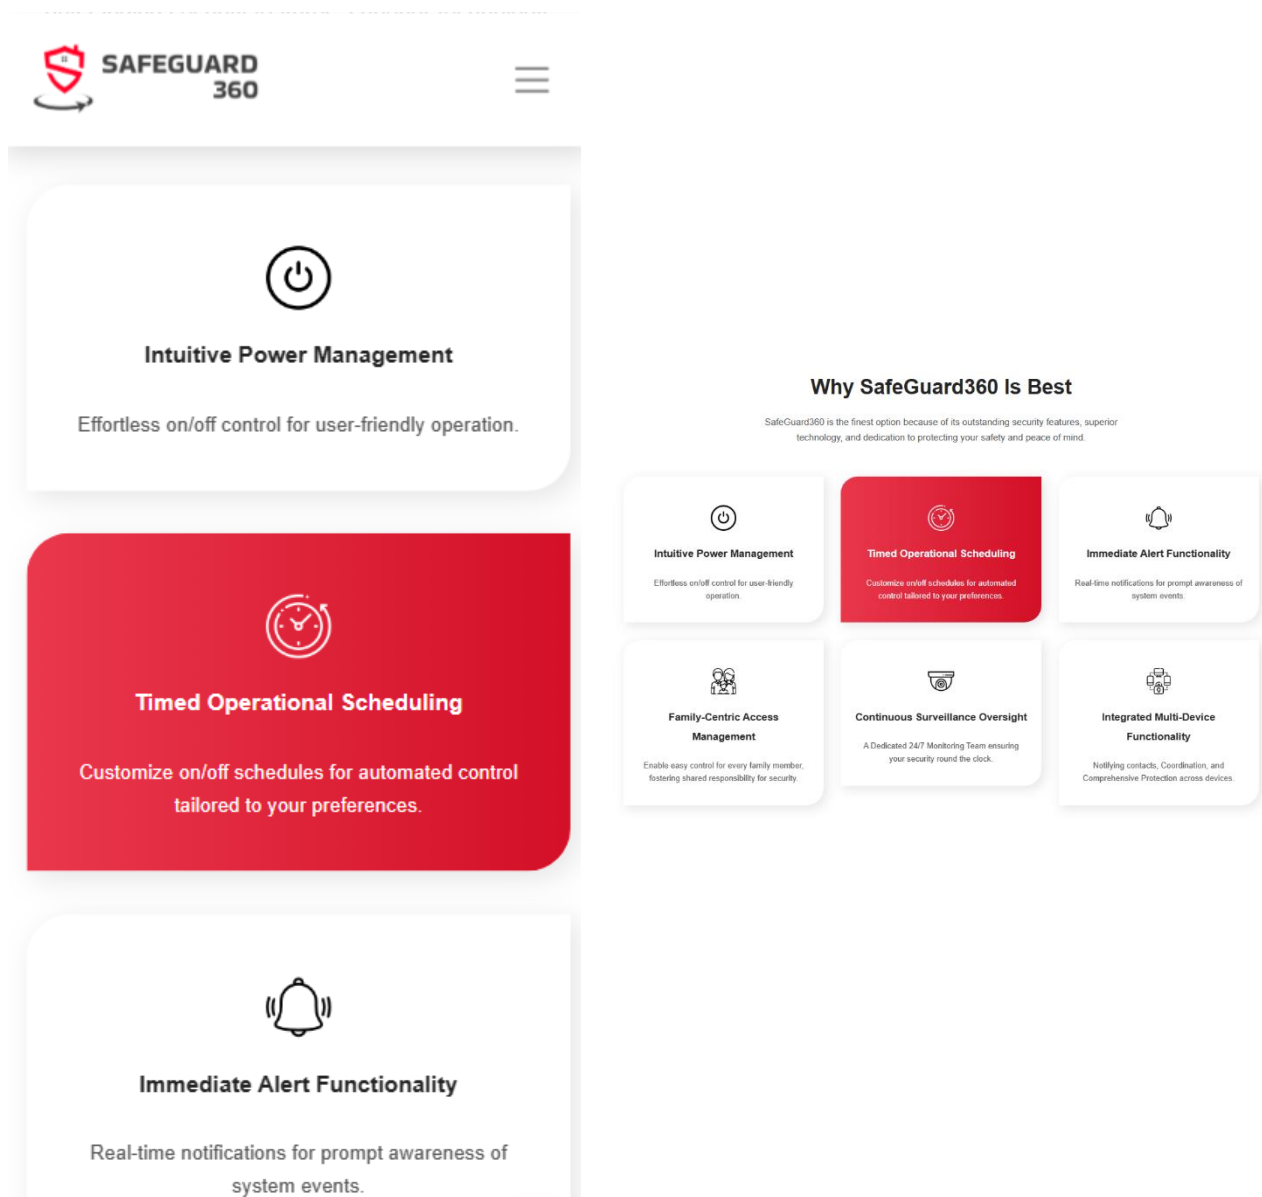 SAFEGUARD
360
Intuitive Power Management
Effortless on/off control for user-friendly operation.
Timed Operational Scheduling
Customize on/off schedules for automated control
tailored to your preferences.
Immediate Alert Functionality
Real-time notifications for prompt awareness of
system events.
Why SafeGuard360 Is Best
SafeGuard360 is the finest option because of its outstanding security features, superior
technology, and dedication to protecting your safety and peace of mind.
Intuitive Power Management
Effortless on/off control for user-friendly
operation.
Timed Operational Scheduling
Customize on/off schedules for automated
control tailored to your preferences.
Immediate Alert Functionality
Real-time notifications for prompt awareness of
system events.
Family-Centric Access
Management
Enable easy control for every family member,
fostering shared responsibility for security.
Continuous Surveillance Oversight
A Dedicated 24/7 Monitoring Team ensuring
your security round the clock.
Integrated Multi-Device
Functionality
Notifying contacts, Coordination, and
Comprehensive Protection across devices.